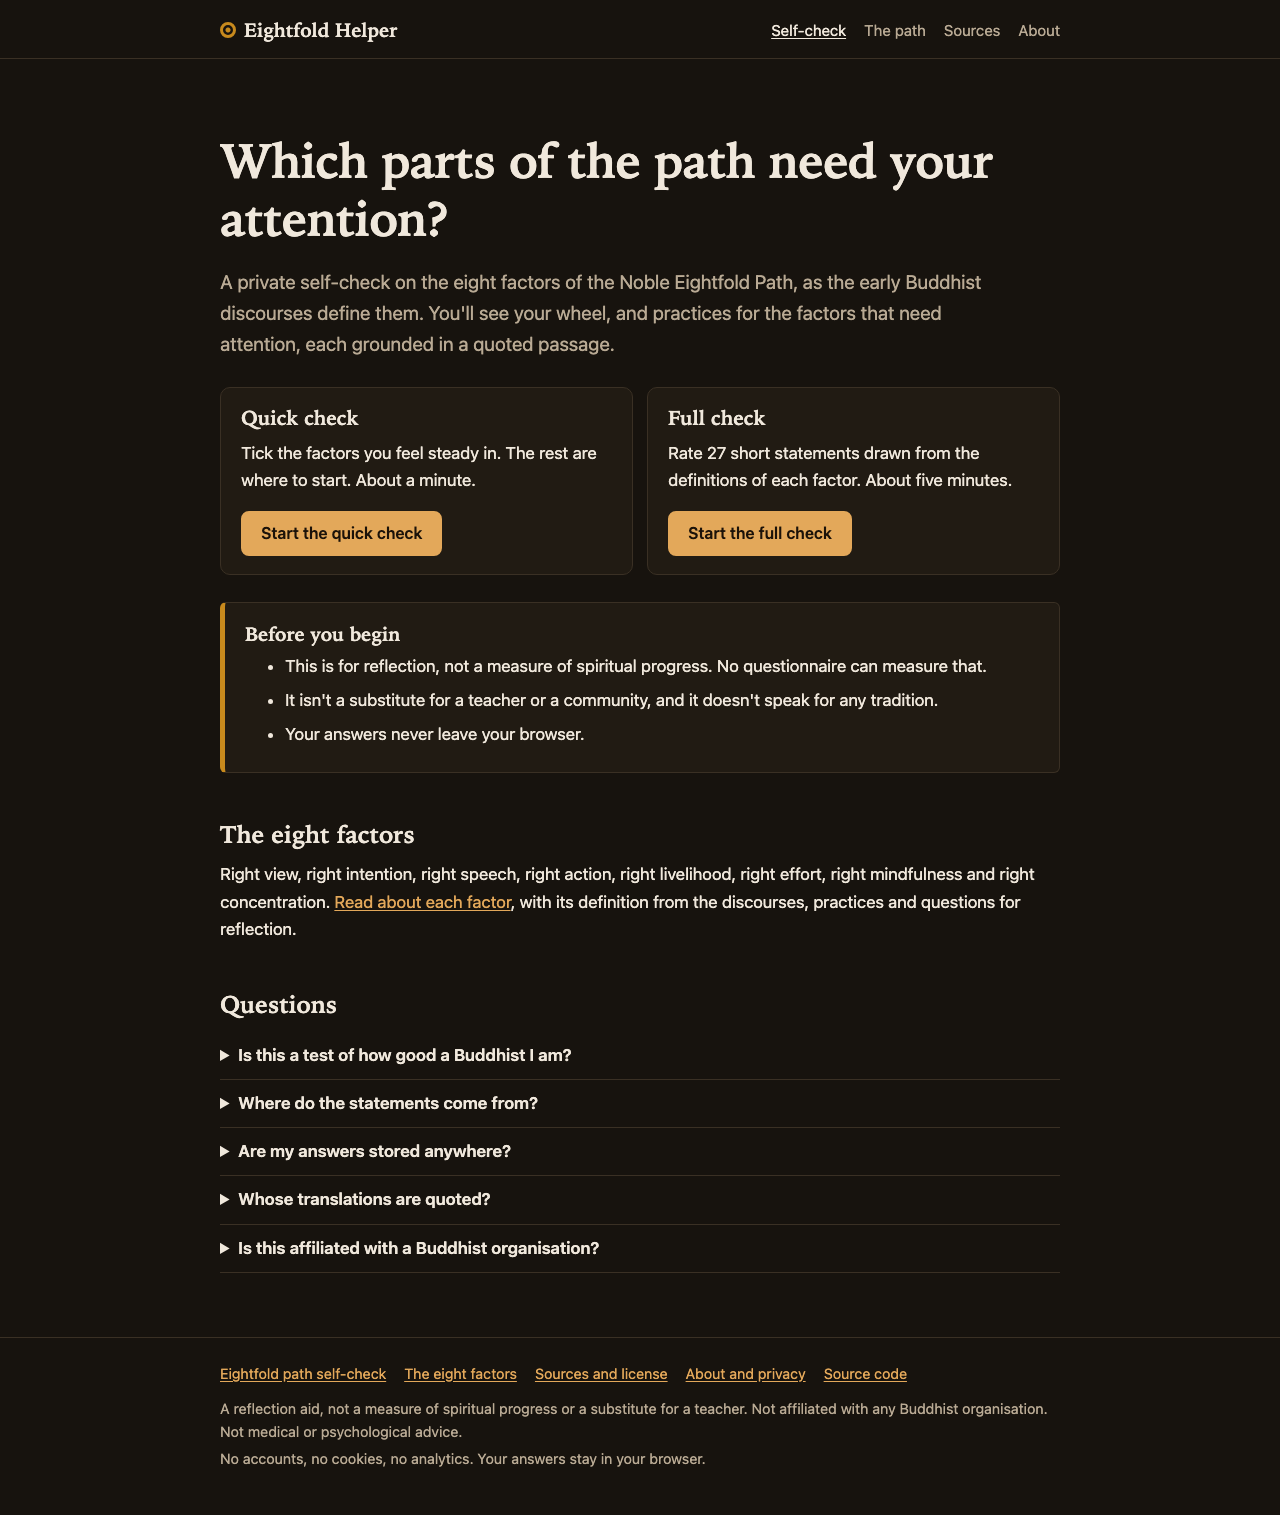 Eightfold Helper
Self-check
The path
Sources
About
Which parts of the path need your
attention?
A private self-check on the eight factors of the Noble Eightfold Path, as the early Buddhist
discourses define them. You'll see your wheel, and practices for the factors that need
attention, each grounded in a quoted passage.
Quick check
Tick the factors you feel steady in. The rest are
where to start. About a minute.
Start the quick check
Full check
Rate 27 short statements drawn from the
definitions of each factor. About five minutes.
Start the full check
Before you begin
• This is for reflection, not a measure of spiritual progress. No questionnaire can measure that.
• It isn't a substitute for a teacher or a community, and it doesn't speak for any tradition.
• Your answers never leave your browser.
The eight factors
Right view, right intention, right speech, right action, right livelihood, right effort, right mindfulness and right
concentration. Read about each factor, with its definition from the discourses, practices and questions for
reflection.
Questions
Is this a test of how good a Buddhist I am?
Where do the statements come from?
Are my answers stored anywhere?
Whose translations are quoted?
Is this affiliated with a Buddhist organisation?
Eightfold path self-check
The eight factors
Sources and license
About and privacy
Source code
A reflection aid, not a measure of spiritual progress or a substitute for a teacher. Not affiliated with any Buddhist organisation.
Not medical or psychological advice.
No accounts, no cookies, no analytics. Your answers stay in your browser.